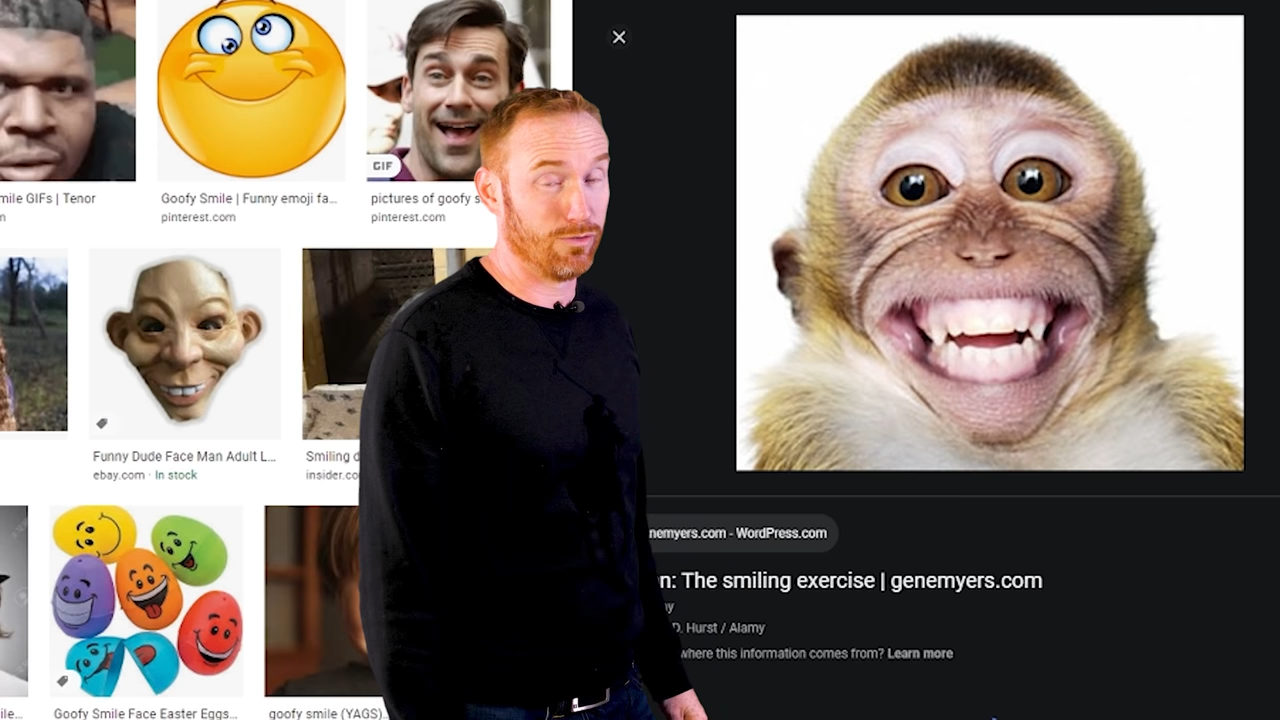 GIF
mile GIFs | Tenor
Goofy Smile | Funny emoji fa...
pinterest.com
pictures of goofy s
pinterest.com
Funny Dude Face Man Adult L...
ebay.com · In stock
Smiling d
insider.co
genemyers.com - WordPress.com
n: The smiling exercise | genemyers.com
D. Hurst / Alamy
where this information comes from? Learn more
Goofy Smile Face Easter Eggs...
goofy smile (YAGS)...